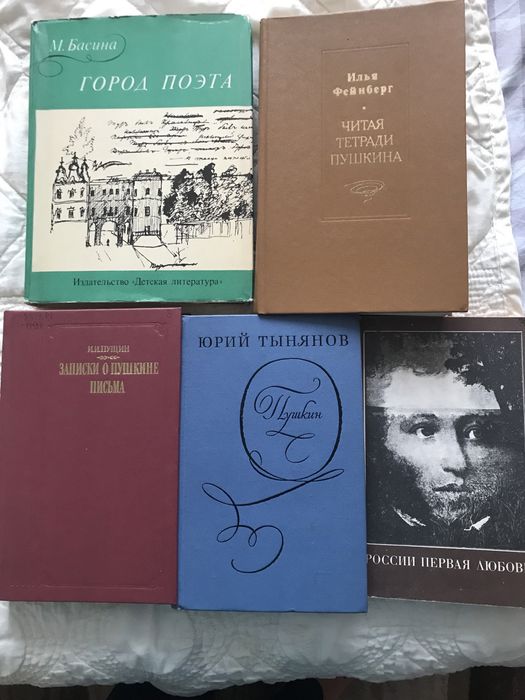 М. Басина
ГОРОД ПОЭТА
Издательство «Детская литература»
Илья
Фейнберг
ЧИТАЯ
ТЕТРАДИ
ПУШКИНА
И.И.ПУЩИН
ЗАПИСКИ О ПУШКИНЕ
ПИСЬМА
ЮРИЙ ТЫНЯНОВ
Пушкин
РОССИИ ПЕРВАЯ ЛЮБОВЬ